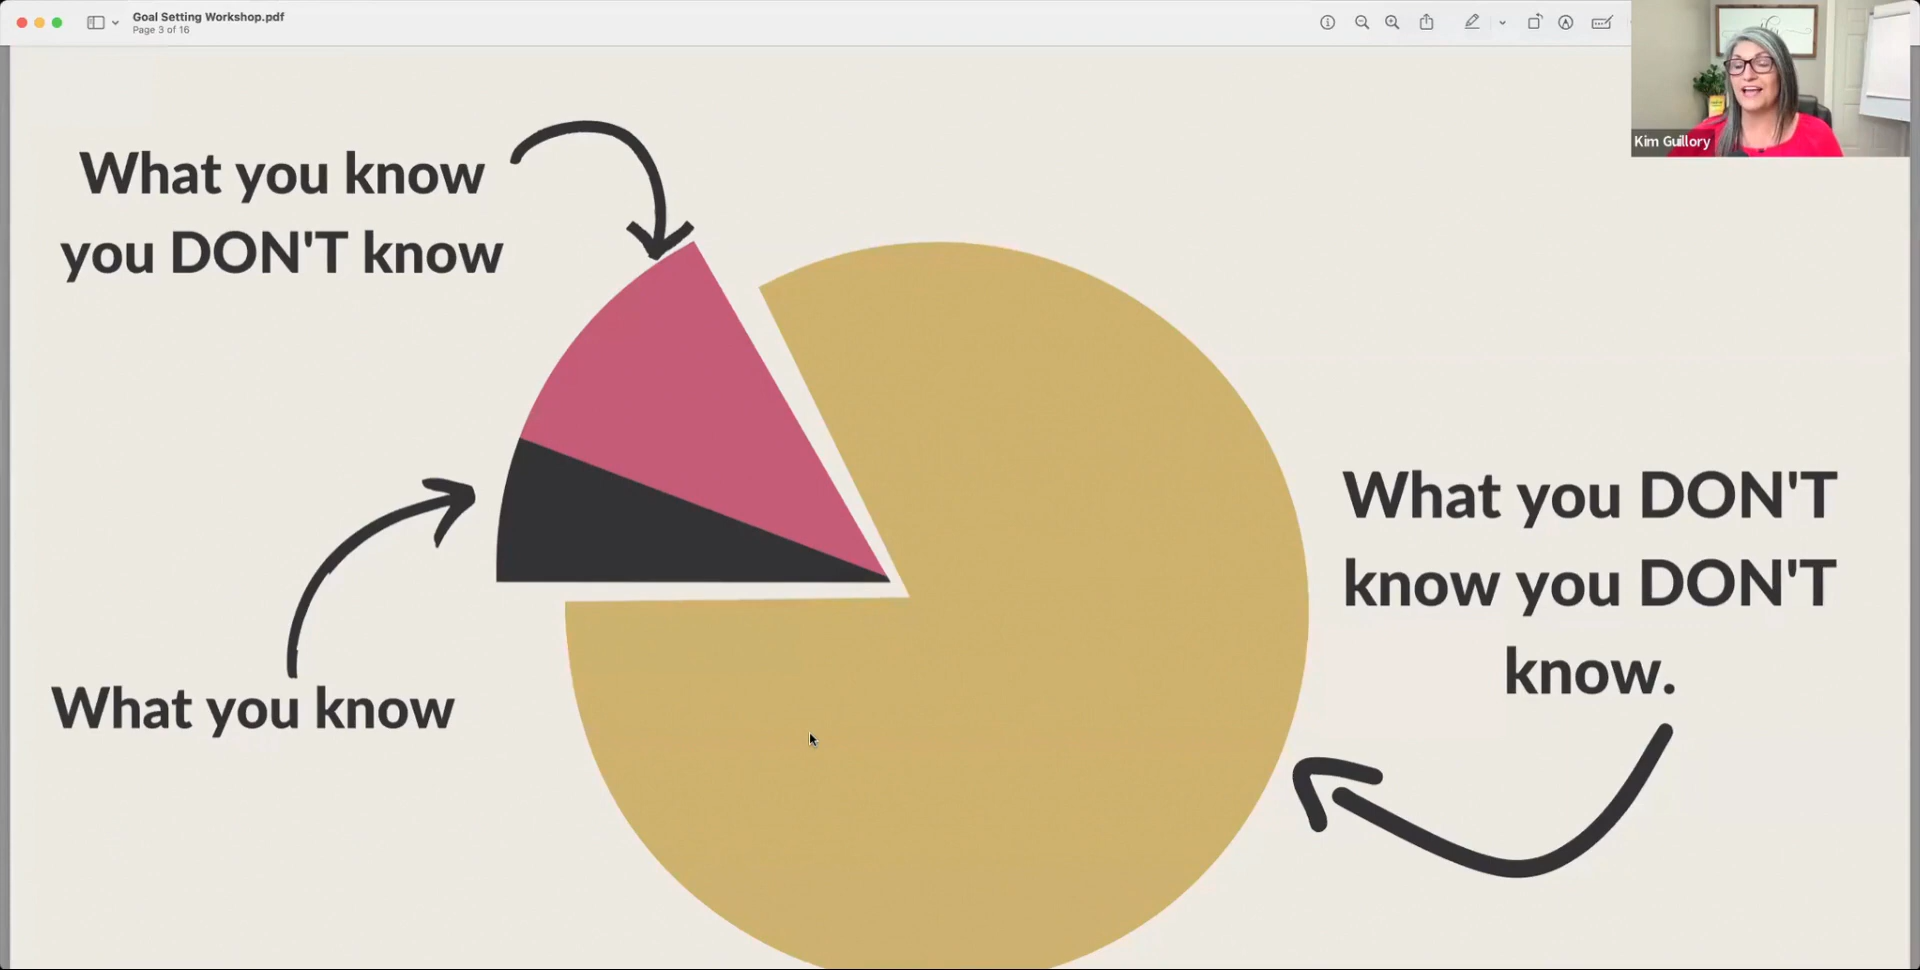 Goal Setting Workshop.pdf
Page 3 of 16
Kim Guillory
What you know
you DON'T know
What you DON'T
know you DON'T
know.
What you know